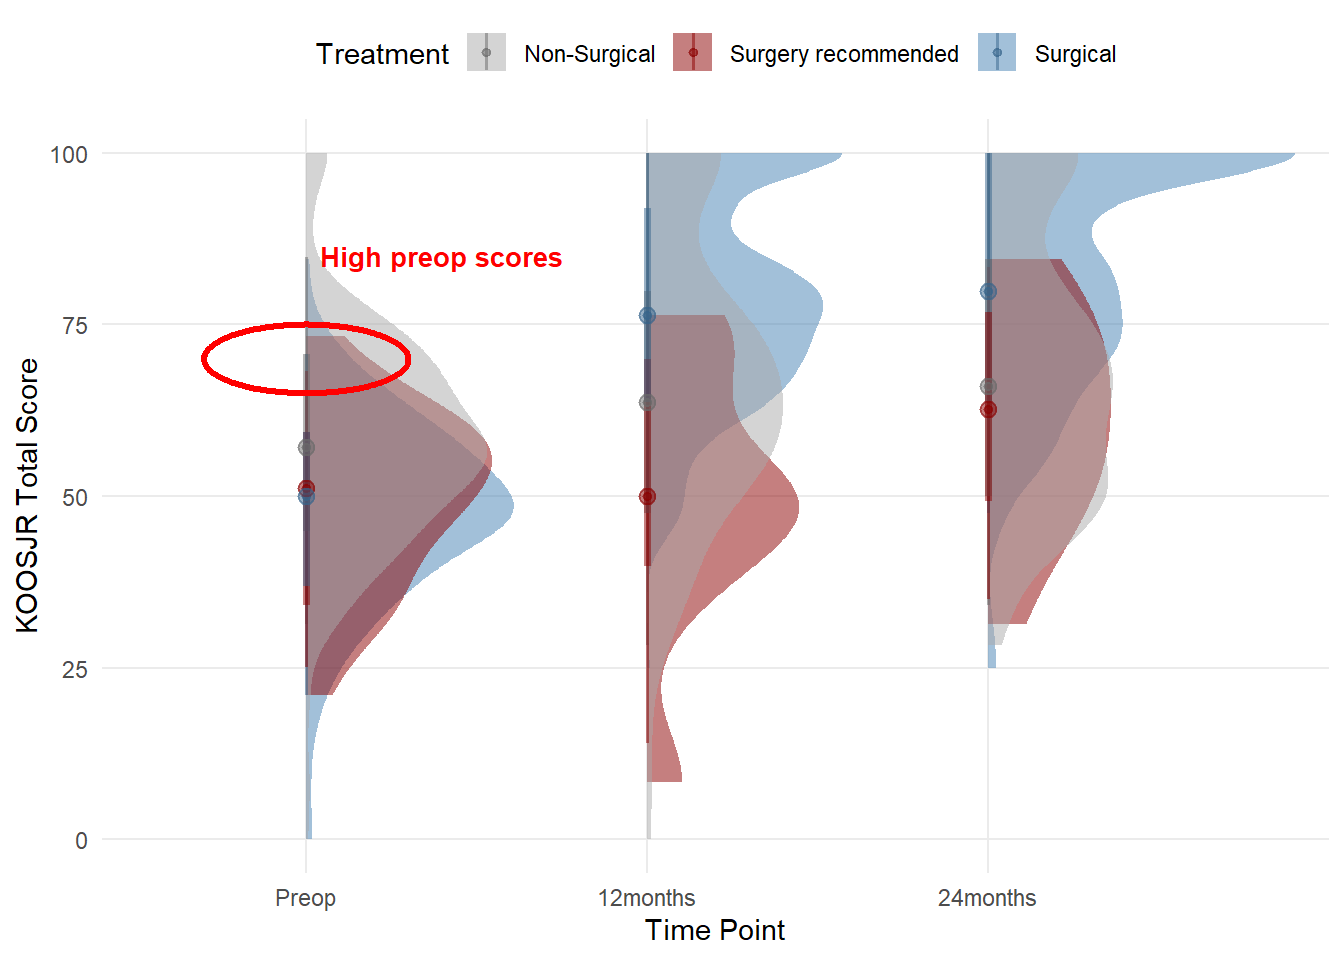 Treatment Non-Surgical Surgery recommended Surgical
100
High preop scores
75
50
25
0
KOOSJR Total Score
Preop 12months 24months
Time Point